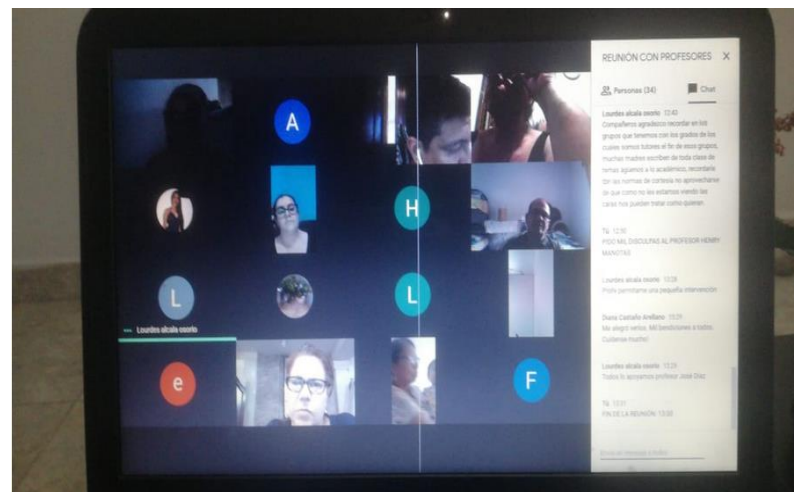 REUNIÓN CON PROFESORES X
Personas (34) Chat
Lourdes alcala osorio 12:40
Compañeros agradezco recordar en los
grupos que tenemos con los grados de los
cuales somos tutores el fin de esos grupos,
muchas madres escriben de toda clase de
temas ajenos a lo académico, recordarle
las normas de cortesía no aprovecharse
de que como no les estamos viendo las
caras nos pueden tratar como quieran.
Tú 12:50
PIDO MIL DISCULPAS AL PROFESOR HENRY
MANOTAS
Lourdes alcala osorio 13:28
permitame una pequeña intervención
Diana Castaño Arellano 13:29
Me alegró verlos. Mil bendiciones a todos.
Cuidense mucho!
Lourdes alcala osorio 13:29
Todos lo apoyamos profesor José Díaz
Tú 13:31
FIN DE LA REUNIÓN: 13:30
A
H
L
L
Lourdes alcala osorio
e
F